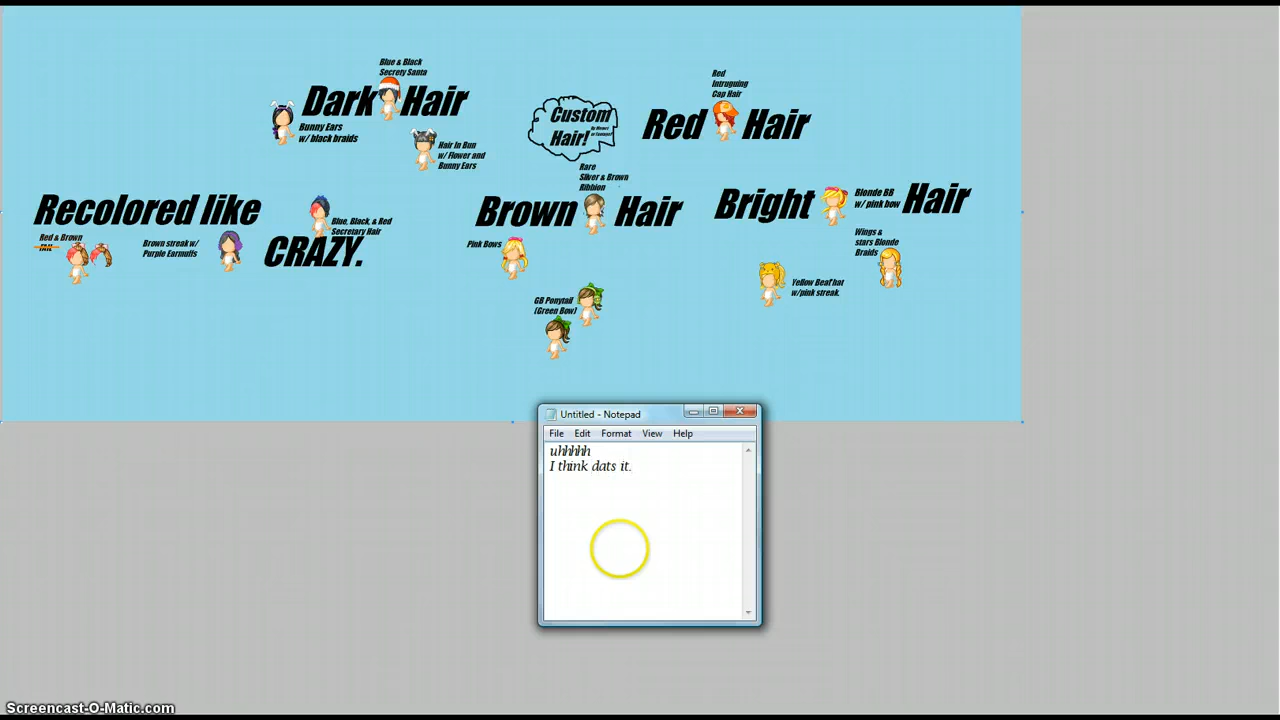 Blue & Black
Secrety Santa
Dark Hair
Bunny Ears
w/ black braids
Hair In Bun
w/ Flower and
Bunny Ears
Custom
Hair!
Red
Intruguing
Cap Hair
Red Hair
Recolored like
CRAZY.
Red & Brown
Brown streak w/
Purple Earmuffs
Blue, Black, & Red
Secretary Hair
Rare
Silver & Brown
Ribbion
Brown Hair
Pink Bows
GB Ponytail
(Green Bow)
Bright Hair
Blonde BB
w/ pink bow
Wings &
stars Blonde
Braids
Yellow Beat hat
w/pink streak.
Untitled - Notepad
File Edit Format View Help
uhhhhh
I think dats it.
Screencast-O-Matic.com